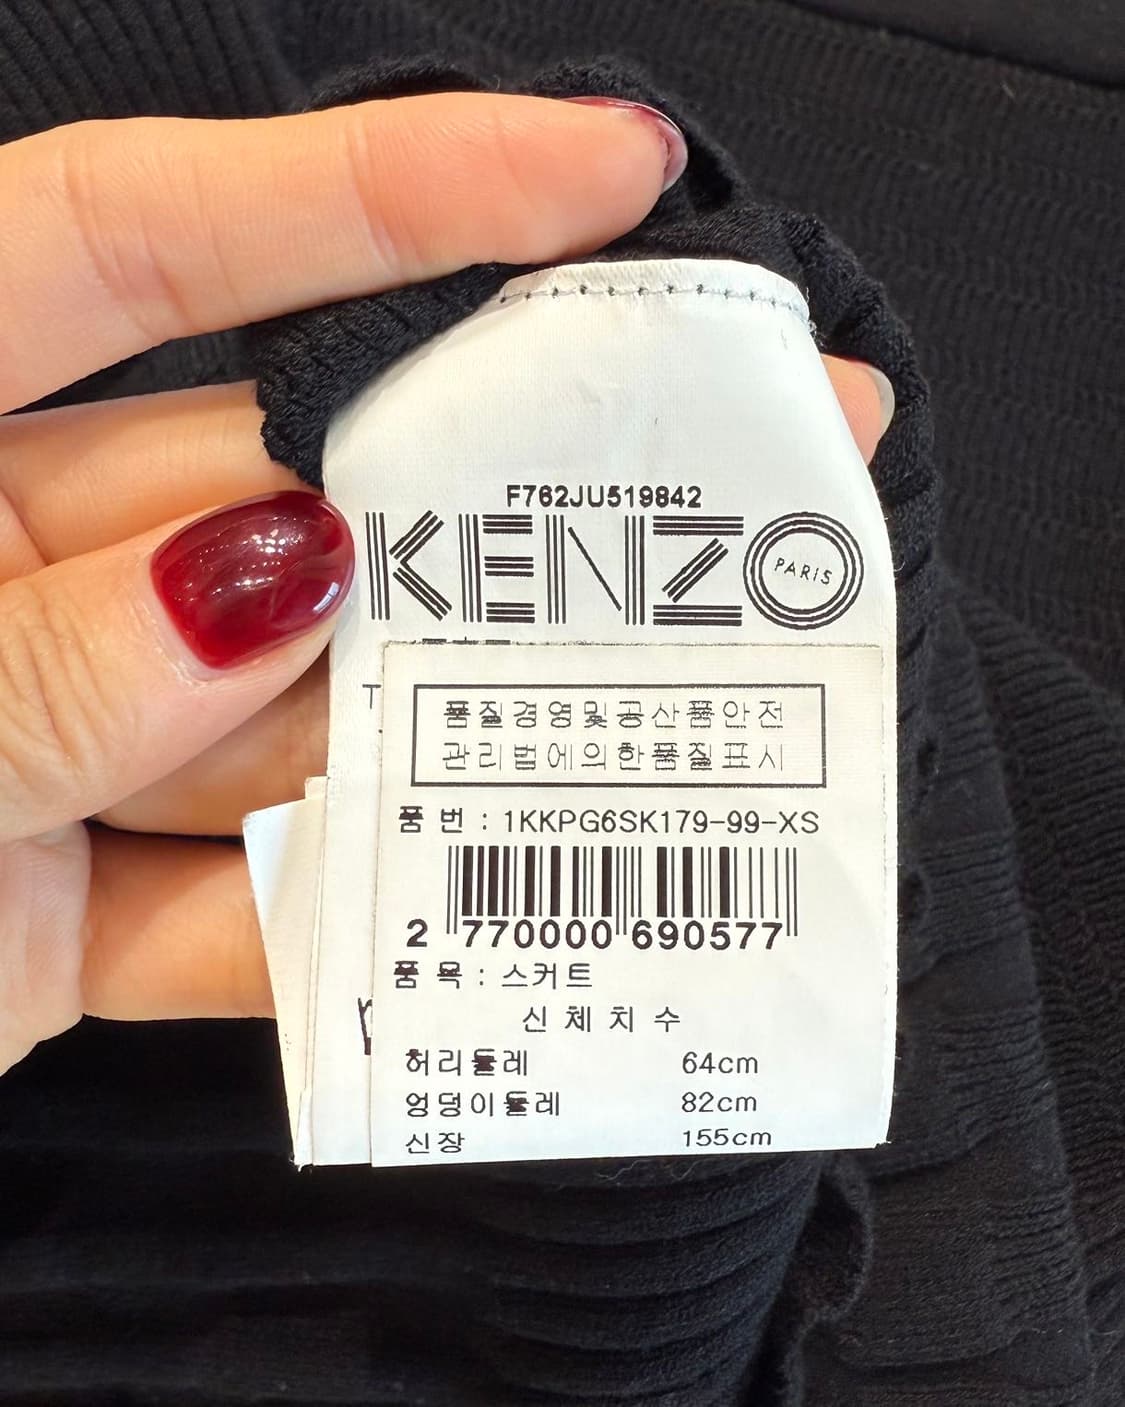 F762JU519842
KENZO
PARIS
품질경영및공산품안전
관리법에의한품질표시
품 번 : 1KKPG6SK179-99-XS
2 770000 690577
품 목 : 스커트
신 체 치 수
허리둘레 64cm
엉덩이둘레 82cm
신장 155cm